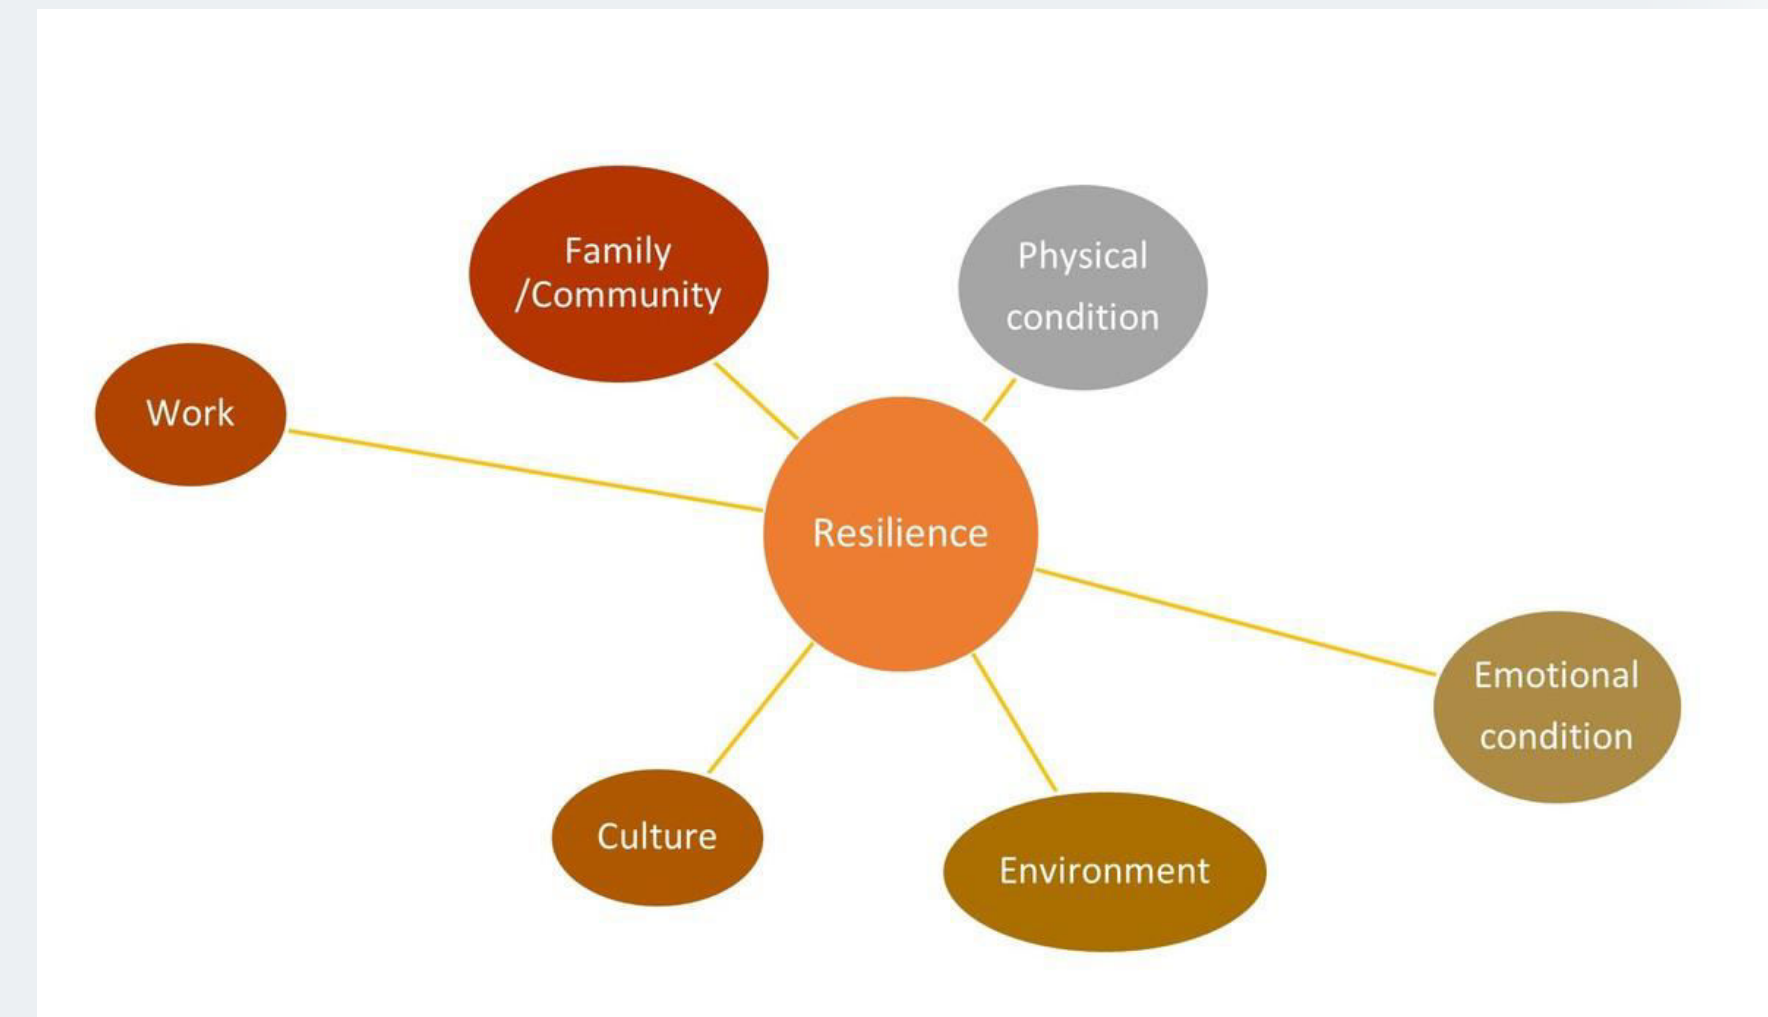 Family
/Community
Physical
condition
Work
Resilience
Emotional
condition
Culture
Environment